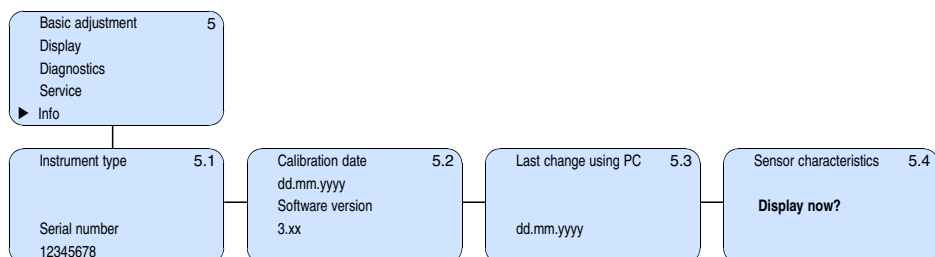 Basic adjustment 5
Display
Diagnostics
Service
▶ Info
Instrument type 5.1
Serial number
12345678
Calibration date 5.2
dd.mm.yyyy
Software version
3.xx
Last change using PC 5.3
dd.mm.yyyy
Sensor characteristics 5.4
Display now?